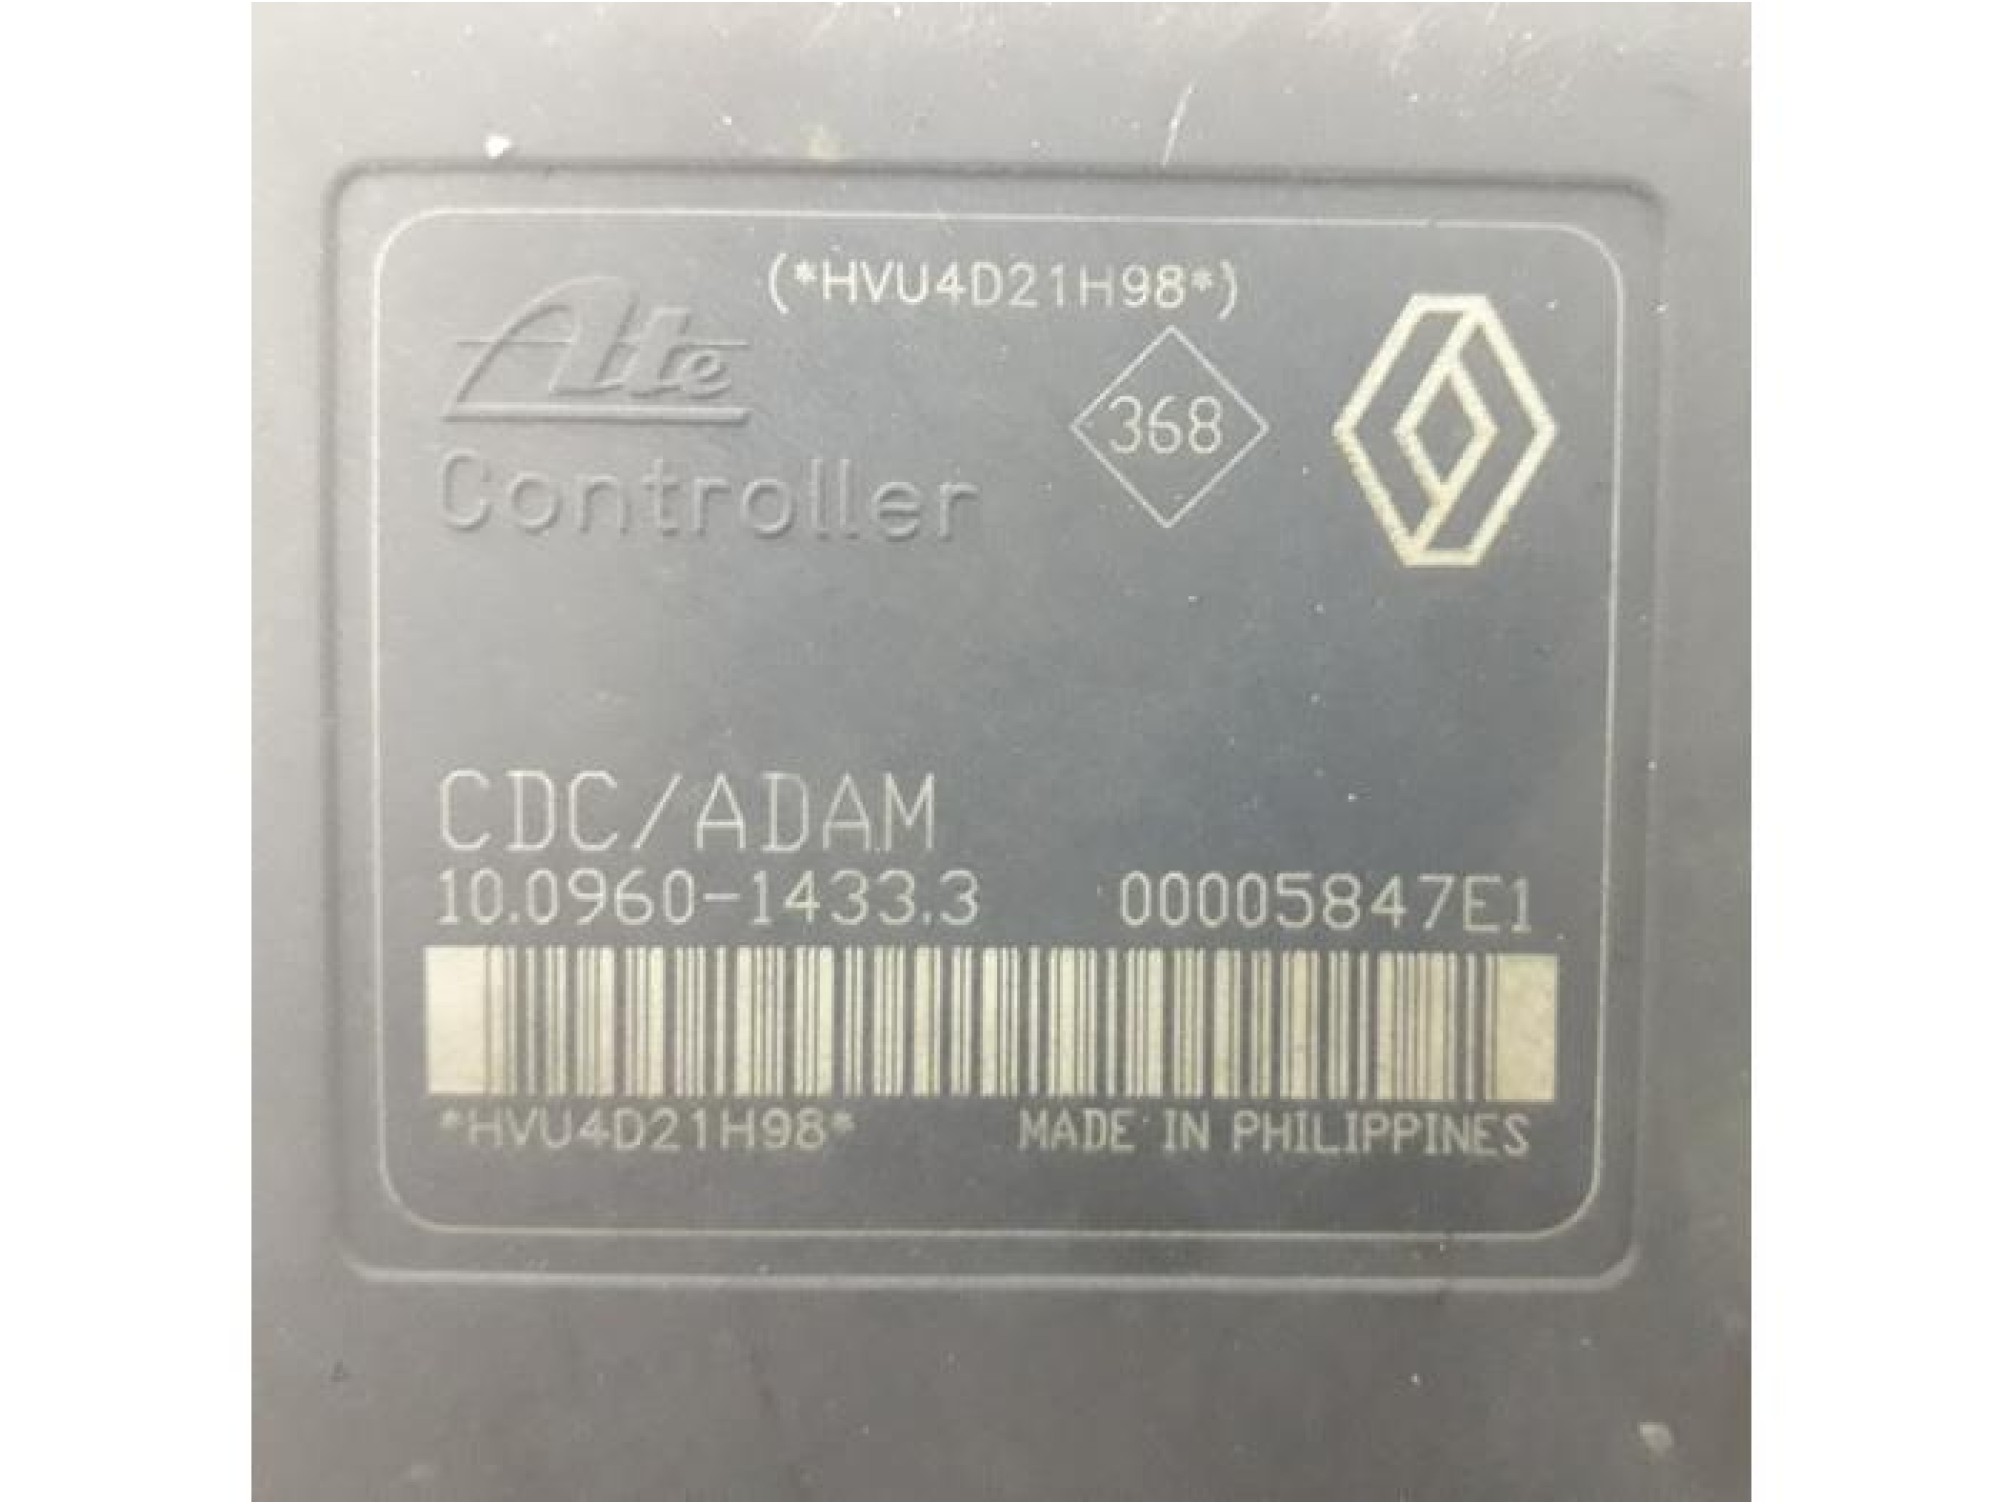 (*HVU4D21H98*)
Ate
368
Controller
CDC/ADAM
10.0960-1433.3 00005847E1
*HVU4D21H98* MADE IN PHILIPPINES